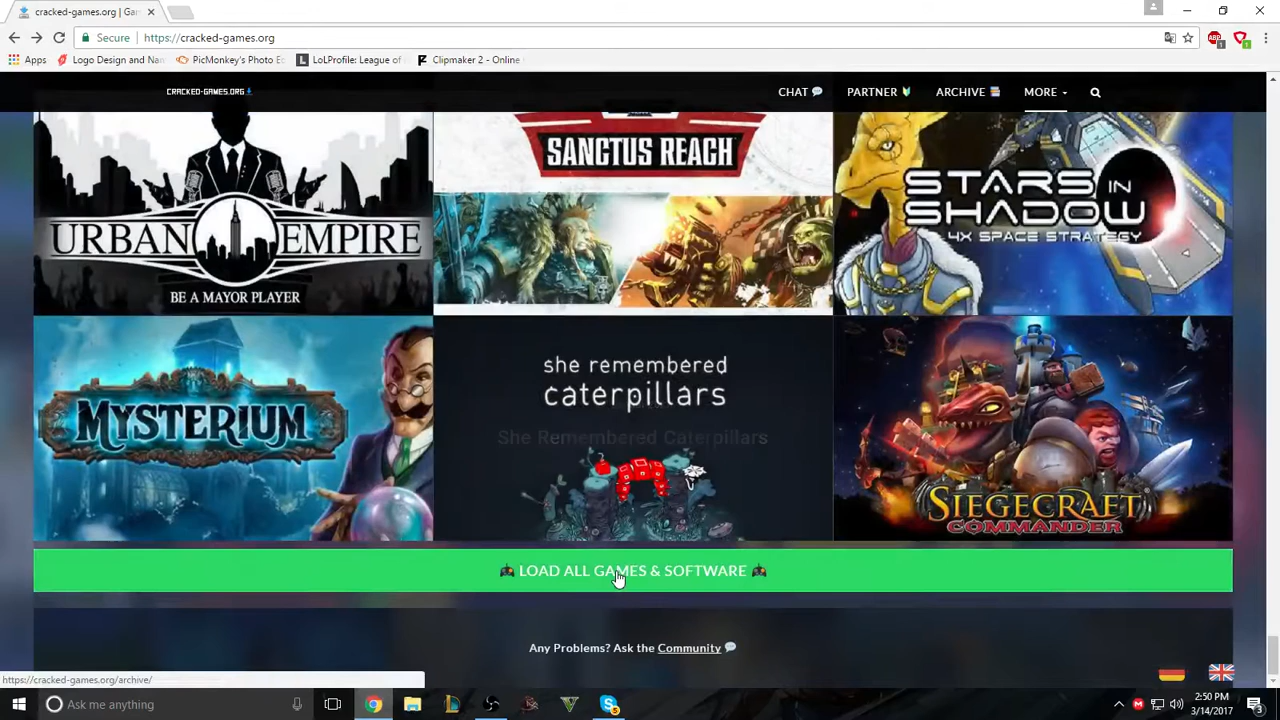 cracked-games.org | Gar
Secure
https://cracked-games.org
Apps
Logo Design and Nan
PicMonkey's Photo Ec
LoLProfile: League of
Clipmaker 2 - Online
CRACKED-GAMES.ORG
CHAT
PARTNER
ARCHIVE
MORE
SANCTUS REACH
URBAN EMPIRE
BE A MAYOR PLAYER
STARS IN
SHADOW
4X SPACE STRATEGY
MYSTERIUM
she remembered
caterpillars
She Remembered Caterpillars
SIEGECRAFT
COMMANDER
LOAD ALL GAMES & SOFTWARE
Any Problems? Ask the Community
https://cracked-games.org/archive/
Ask me anything
2:50 PM
3/14/2017